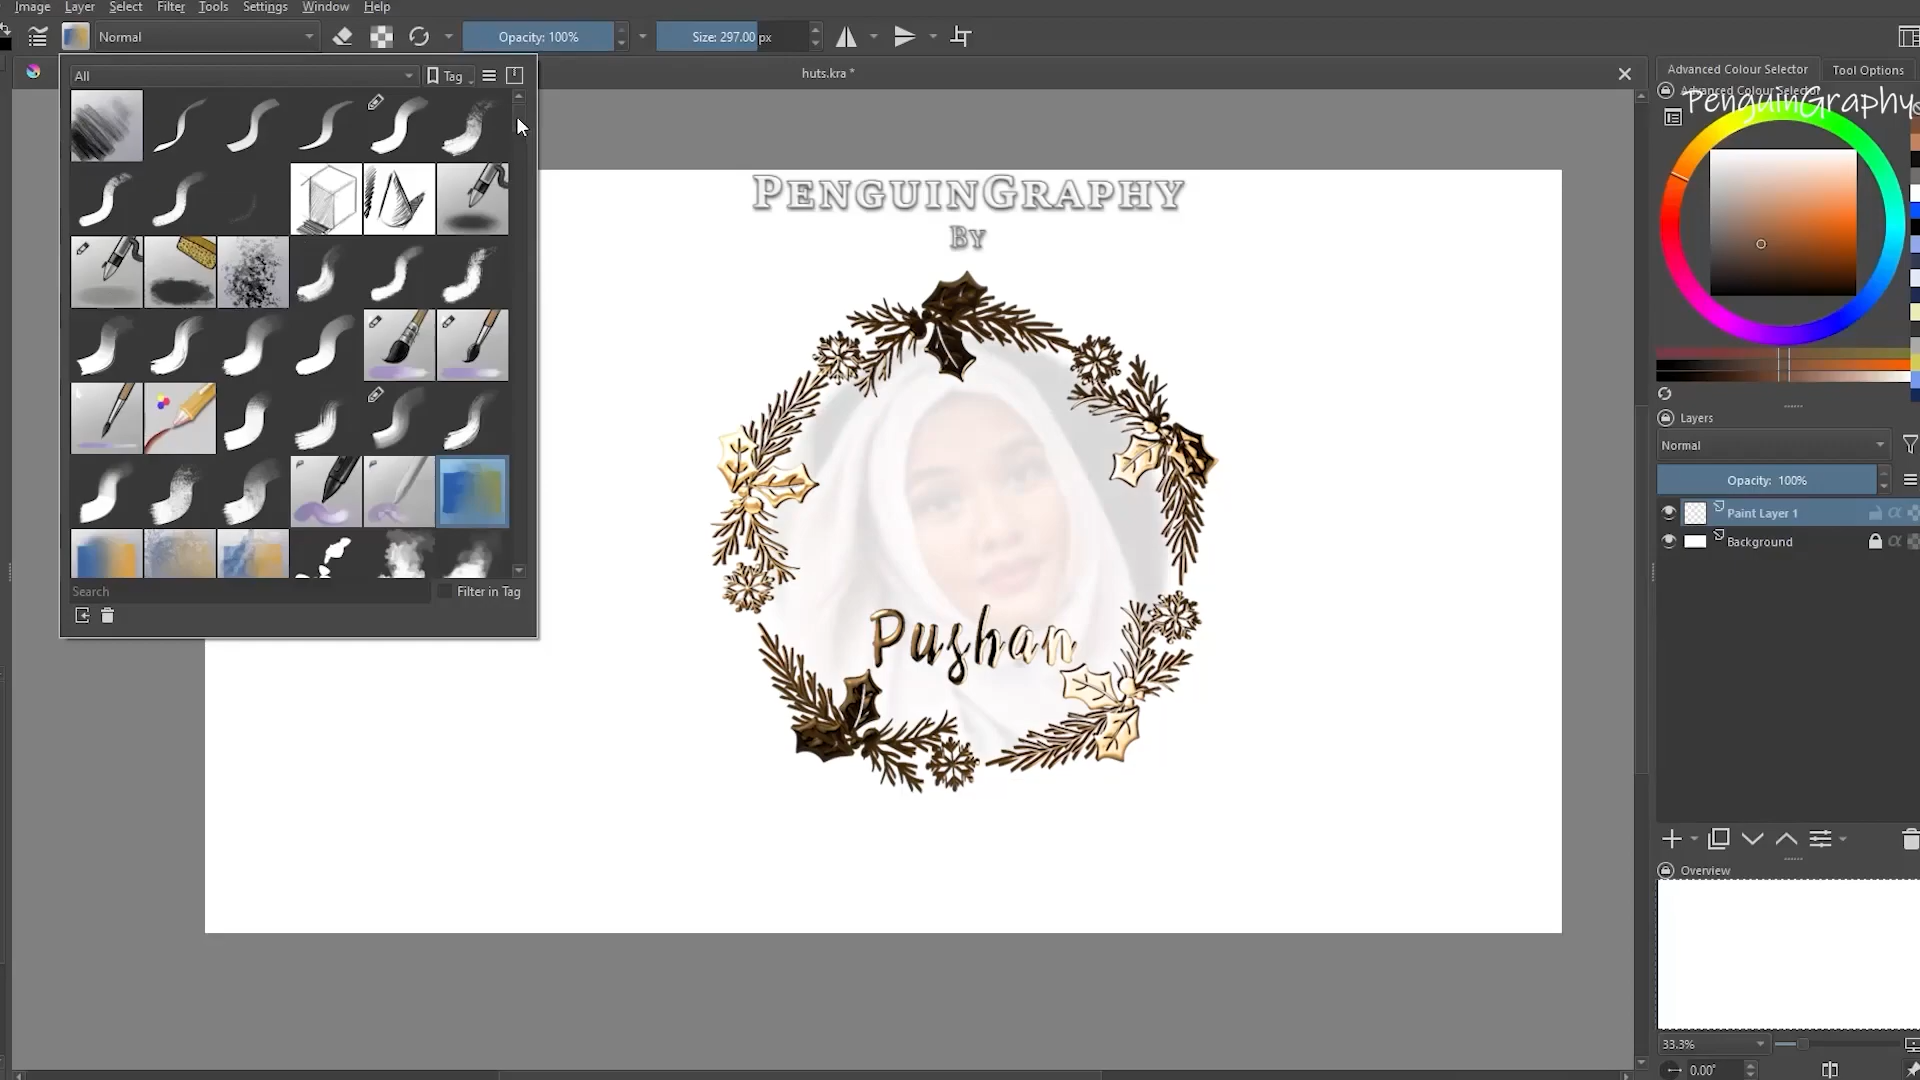 Image Layer Select Filter Tools Settings Window Help
Normal Opacity: 100% Size: 297.00 px
All Tag
huts.kra *
Advanced Colour Selector Tool Options
Advanced Colour Selector
PenguinGraphy
PenguinGraphy
By
Pushan
Search Filter in Tag
Layers
Normal
Opacity: 100%
Paint Layer 1
Background
Overview
33.3%
0.00°